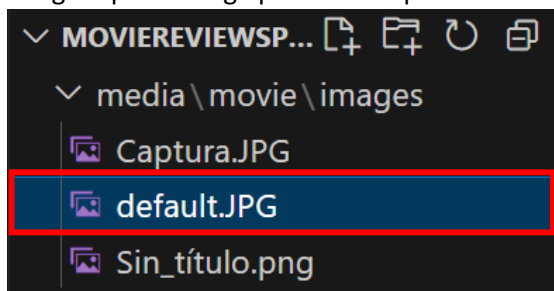 MOVIEREVIEWSP...
media\movie\images
Captura.JPG
default.JPG
Sin_título.png